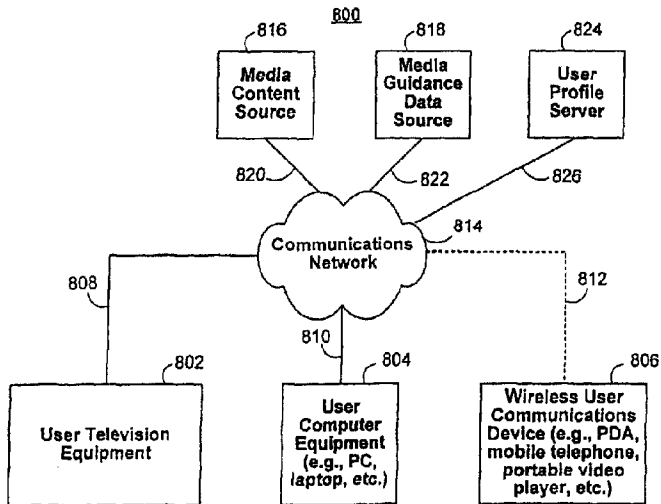 800
816
818
824
Media
Content
Source
Media
Guidance
Data
Source
User
Profile
Server
820
822
826
814
Communications
Network
808
810
812
802
804
806
User Television
Equipment
User
Computer
Equipment
(e.g., PC,
laptop, etc.)
Wireless User
Communications
Device (e.g., PDA,
mobile telephone,
portable video
player, etc.)